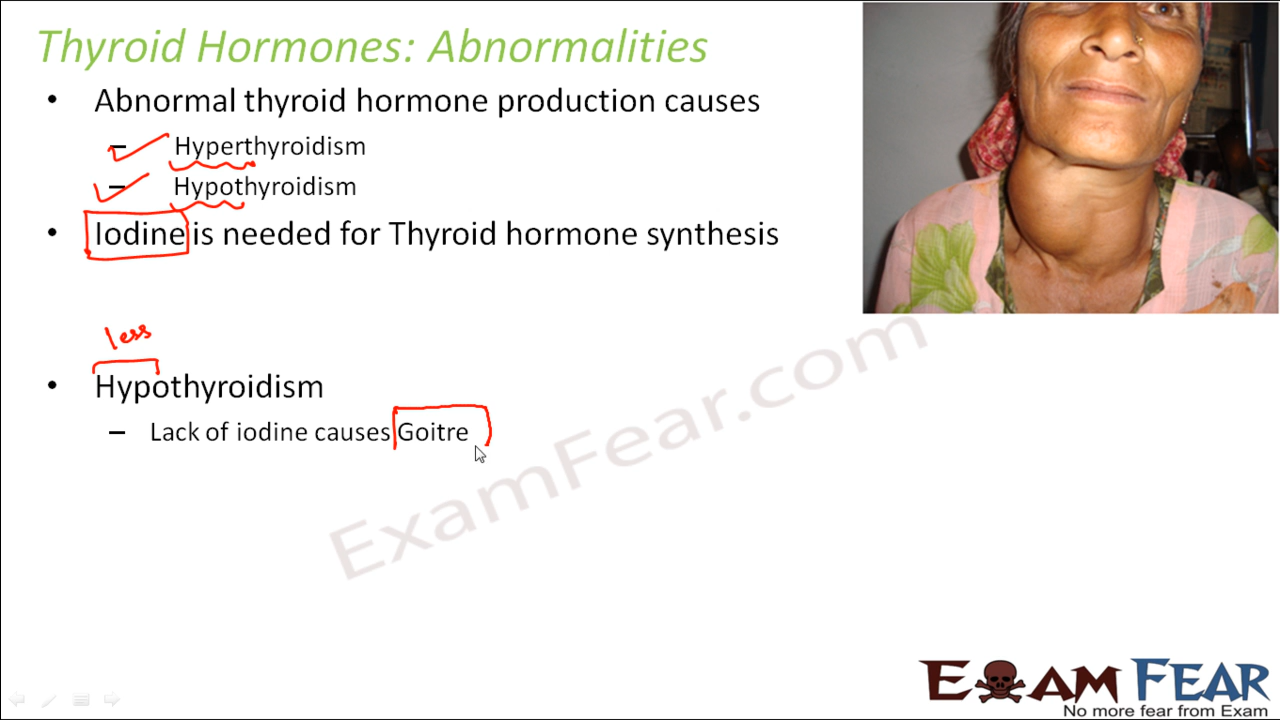 Thyroid Hormones: Abnormalities
• Abnormal thyroid hormone production causes
– Hyperthyroidism
– Hypothyroidism
• Iodine is needed for Thyroid hormone synthesis
less
• Hypothyroidism
– Lack of iodine causes Goitre
ExamFear.com
EXAM FEAR
No more fear from Exam